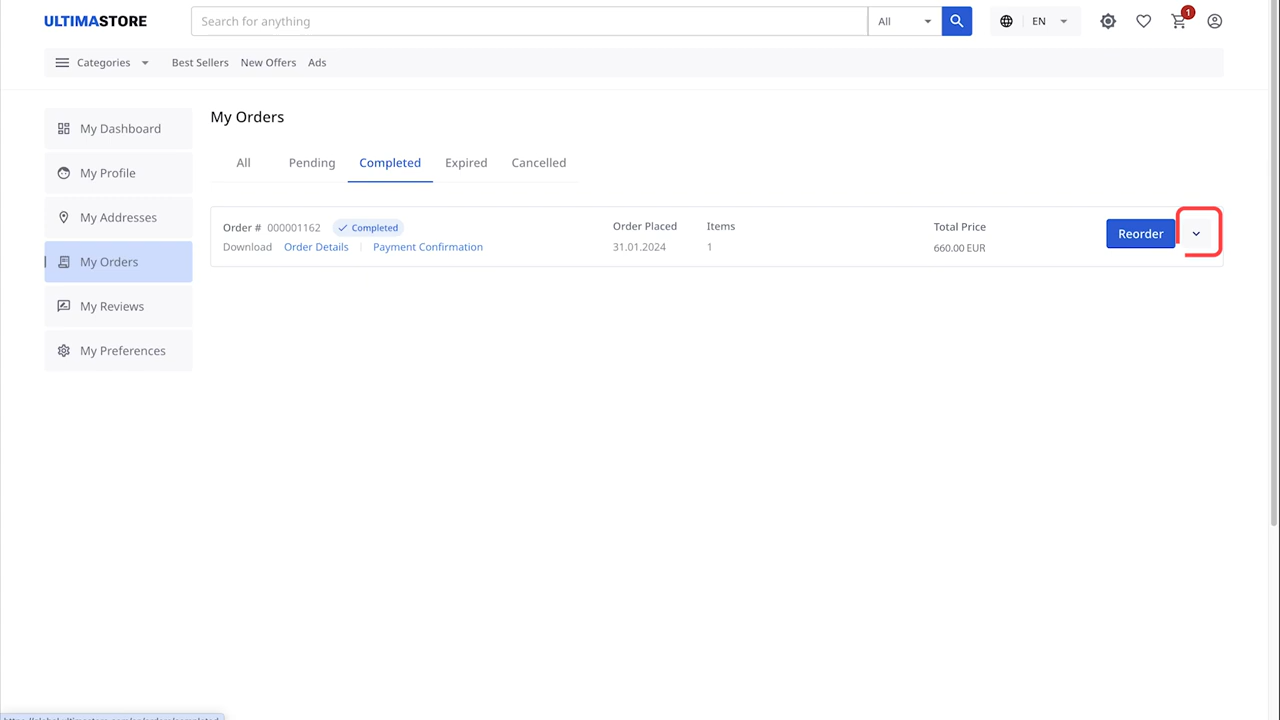 ULTIMASTORE
Search for anything
All
EN
1
Categories
Best Sellers
New Offers
Ads
My Dashboard
My Profile
My Addresses
My Orders
My Reviews
My Preferences
My Orders
All
Pending
Completed
Expired
Cancelled
Order # 000001162
Completed
Download Order Details | Payment Confirmation
Order Placed
31.01.2024
Items
1
Total Price
660.00 EUR
Reorder